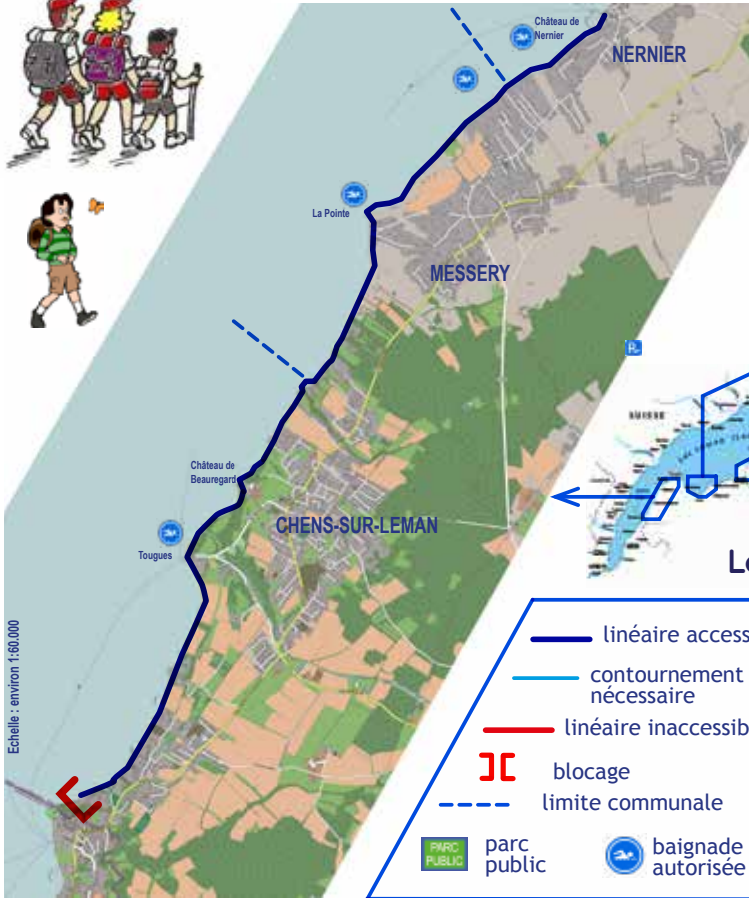 Château de
Nernier
NERNIER
La Pointe
MESSERY
R
SUISSE
Château de
Beauregard
CHENS-SUR-LEMAN
Tougues
Echelle : environ 1:60.000
linéaire access
contournement
nécessaire
linéaire inaccessib
blocage
limite communale
PARC
PUBLIC
parc
public
baignade
autorisée